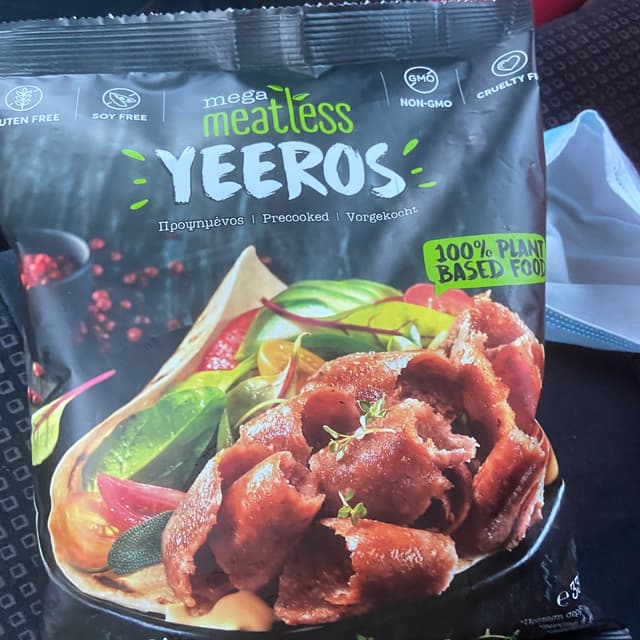 UTEN FREE
SOY FREE
GMO
NON-GMO
CRUELTY F
mega
meatless
YEEROS
Προψημένος | Precooked | Vorgekocht
100% PLANT
BASED FOOD